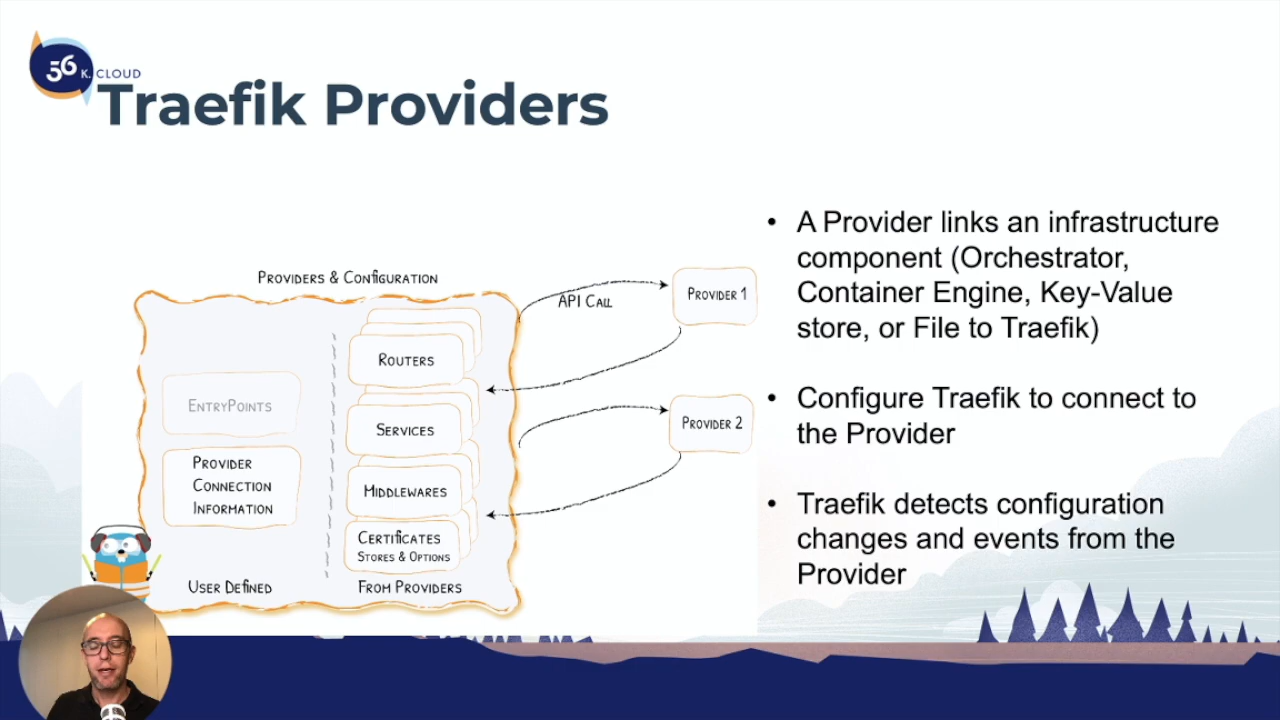 56
K. CLOUD
Traefik Providers
Providers & Configuration
API Call
Provider 1
Routers
EntryPoints
Services
Provider 2
Provider
Connection
Information
Middlewares
Certificates
Stores & Options
User Defined
From Providers
• A Provider links an infrastructure
component (Orchestrator,
Container Engine, Key-Value
store, or File to Traefik)
• Configure Traefik to connect to
the Provider
• Traefik detects configuration
changes and events from the
Provider